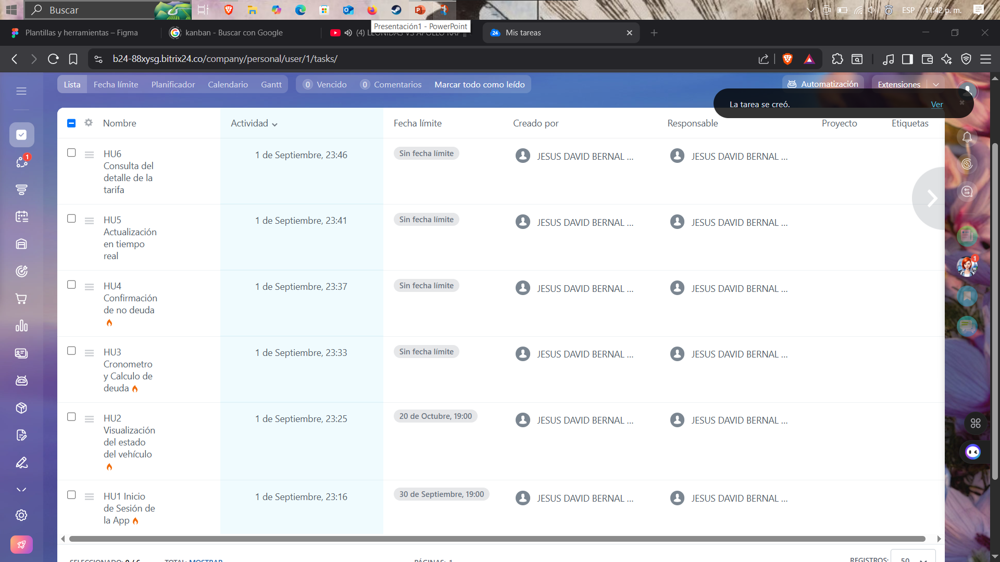 Buscar
ESP
11:42 p. m.
Presentación1 - PowerPoint
Plantillas y herramientas – Figma
kanban - Buscar con Google
(4) LEONIDAS VS APOLLO RAP
24
Mis tareas
b24-88xysg.bitrix24.co/company/personal/user/1/tasks/
Lista
Fecha límite
Planificador
Calendario
Gantt
0 Vencido
0 Comentarios
Marcar todo como leído
Automatización
Extensiones
La tarea se creó.
Ver
Nombre
Actividad
Fecha límite
Creado por
Responsable
Proyecto
Etiquetas
HU6
Consulta del
detalle de la
tarifa
1 de Septiembre, 23:46
Sin fecha límite
JESUS DAVID BERNAL ...
JESUS DAVID BERNAL ...
HU5
Actualización
en tiempo
real
1 de Septiembre, 23:41
Sin fecha límite
JESUS DAVID BERNAL ...
JESUS DAVID BERNAL ...
HU4
Confirmación
de no deuda
1 de Septiembre, 23:37
Sin fecha límite
JESUS DAVID BERNAL ...
JESUS DAVID BERNAL ...
HU3
Cronometro
y Calculo de
deuda
1 de Septiembre, 23:33
Sin fecha límite
JESUS DAVID BERNAL ...
JESUS DAVID BERNAL ...
HU2
Visualización
del estado
del vehículo
1 de Septiembre, 23:25
20 de Octubre, 19:00
JESUS DAVID BERNAL ...
JESUS DAVID BERNAL ...
HU1 Inicio
de Sesión de
la App
1 de Septiembre, 23:16
30 de Septiembre, 19:00
JESUS DAVID BERNAL ...
JESUS DAVID BERNAL ...
1
1
SELECCIONADO: 0 / 6
TOTAL: MOSTRAR
PÁGINAS: 1
REGISTROS:
50